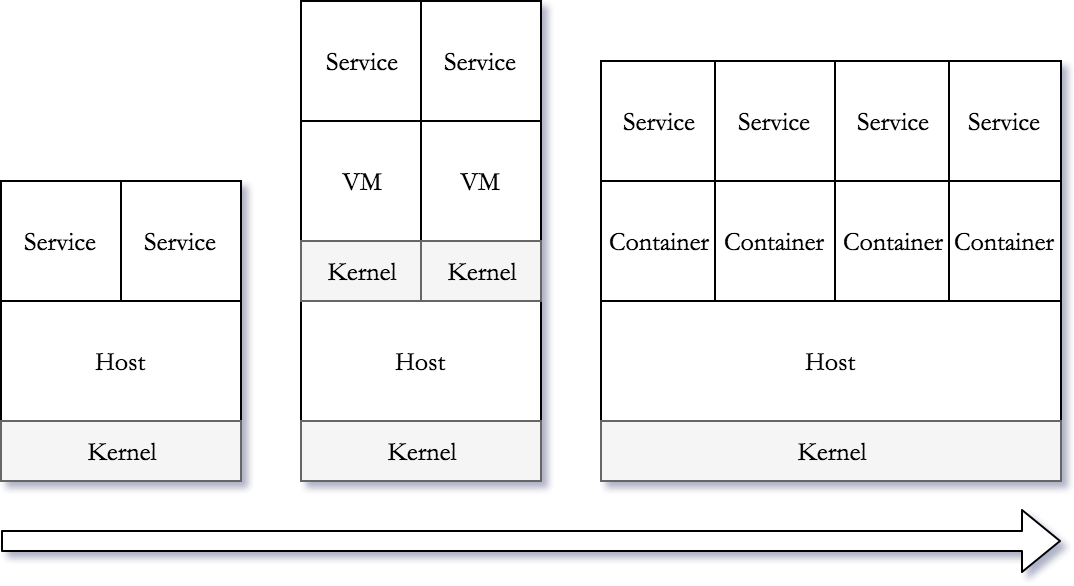 Service Service
Host
Kernel
Service Service
VM VM
Kernel Kernel
Host
Kernel
Service Service Service Service
Container Container Container Container
Host
Kernel